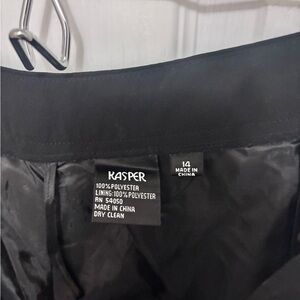 KASPER
100% POLYESTER
LINING: 100% POLYESTER
RN 54050
MADE IN CHINA
DRY CLEAN
14
MADE IN
CHINA